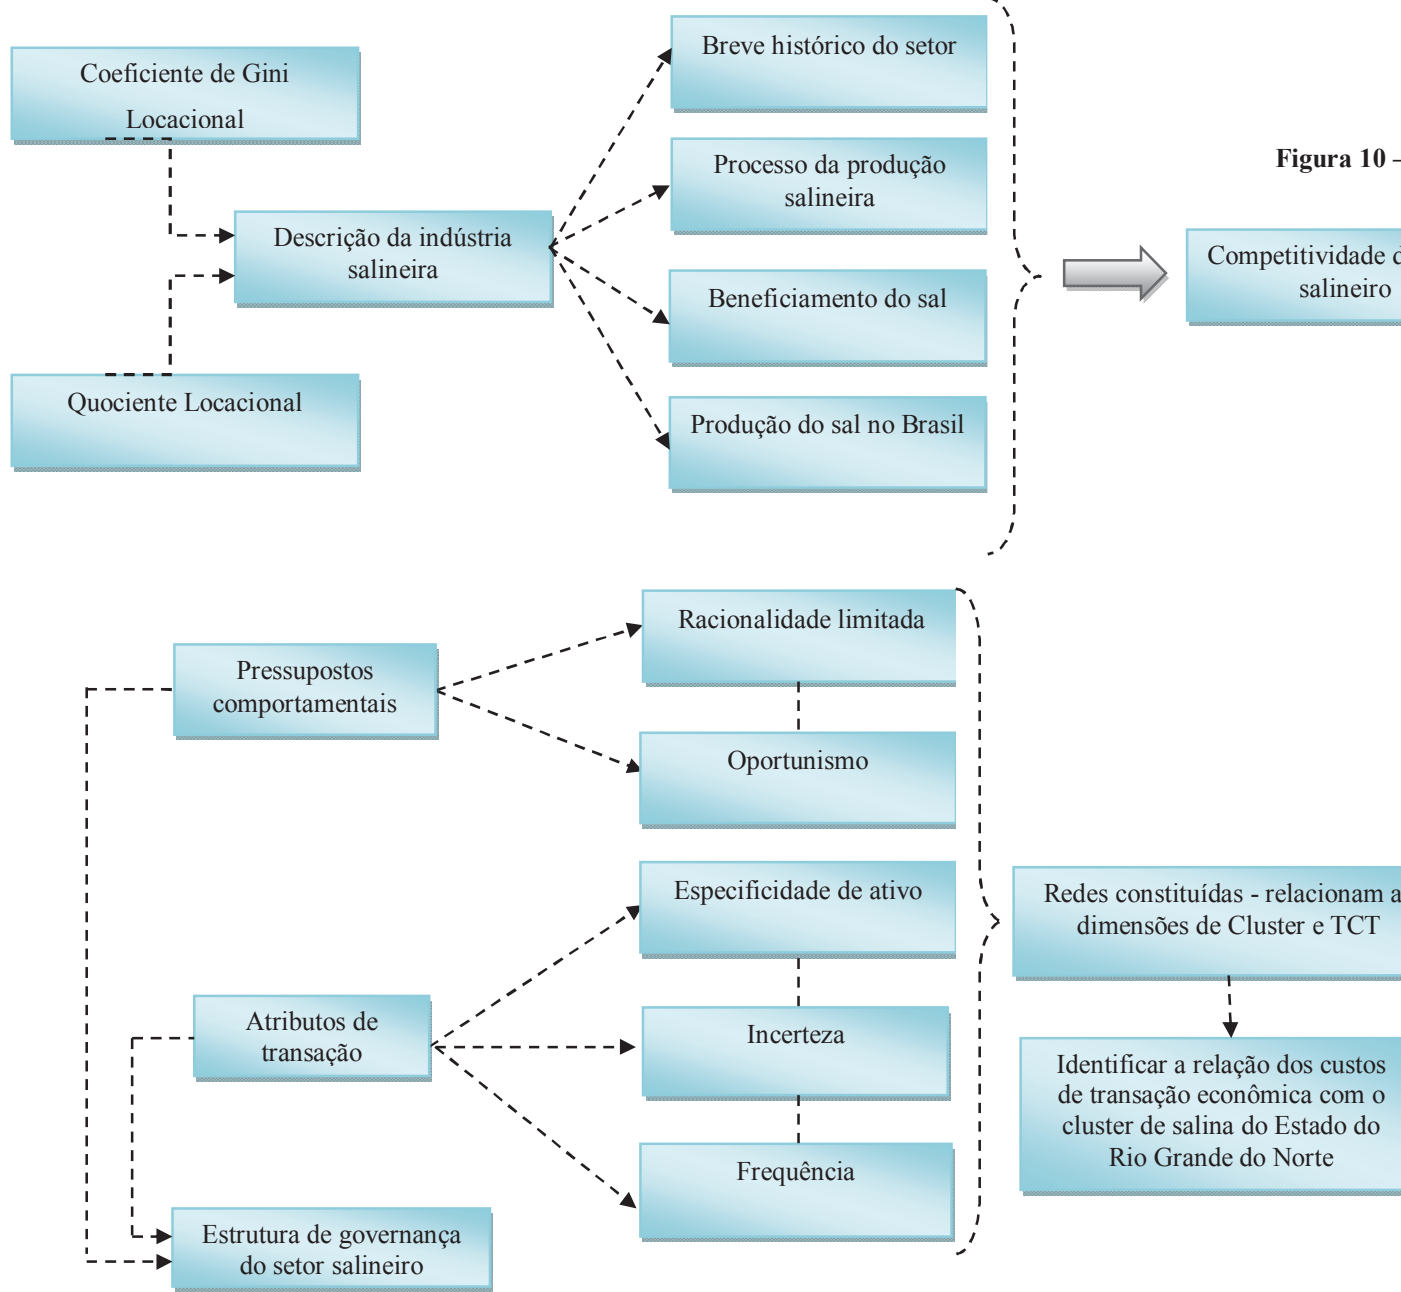 Coeficiente de Gini
Locacional
Quociente Locacional
Descrição da indústria
salineira
Breve histórico do setor
Processo da produção
salineira
Beneficiamento do sal
Produção do sal no Brasil
Figura 10 –
Competitividade d
salineiro
Pressupostos
comportamentais
Racionalidade limitada
Oportunismo
Atributos de
transação
Especificidade de ativo
Incerteza
Frequência
Estrutura de governança
do setor salineiro
Redes constituídas - relacionam a
dimensões de Cluster e TCT
Identificar a relação dos custos
de transação econômica com o
cluster de salina do Estado do
Rio Grande do Norte